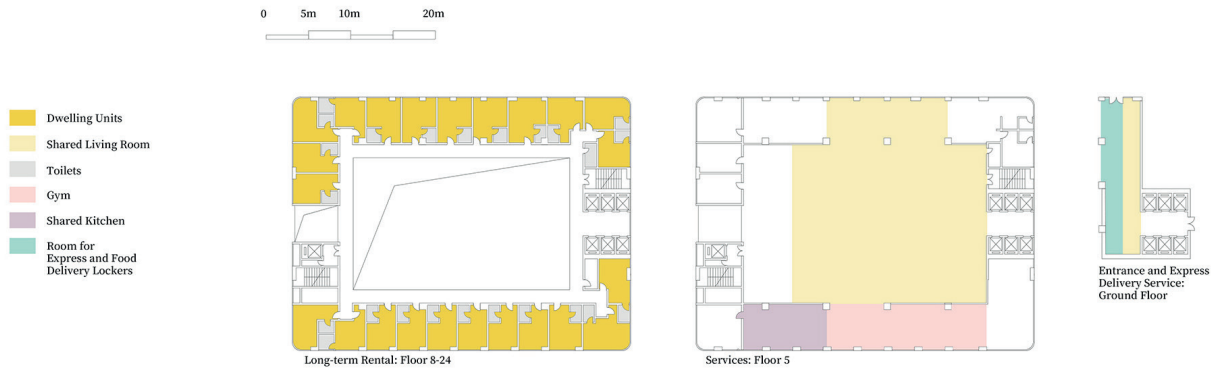 0 5m 10m 20m
Dwelling Units
Shared Living Room
Toilets
Gym
Shared Kitchen
Room for
Express and Food
Delivery Lockers
Long-term Rental: Floor 8-24
Services: Floor 5
Entrance and Express
Delivery Service:
Ground Floor